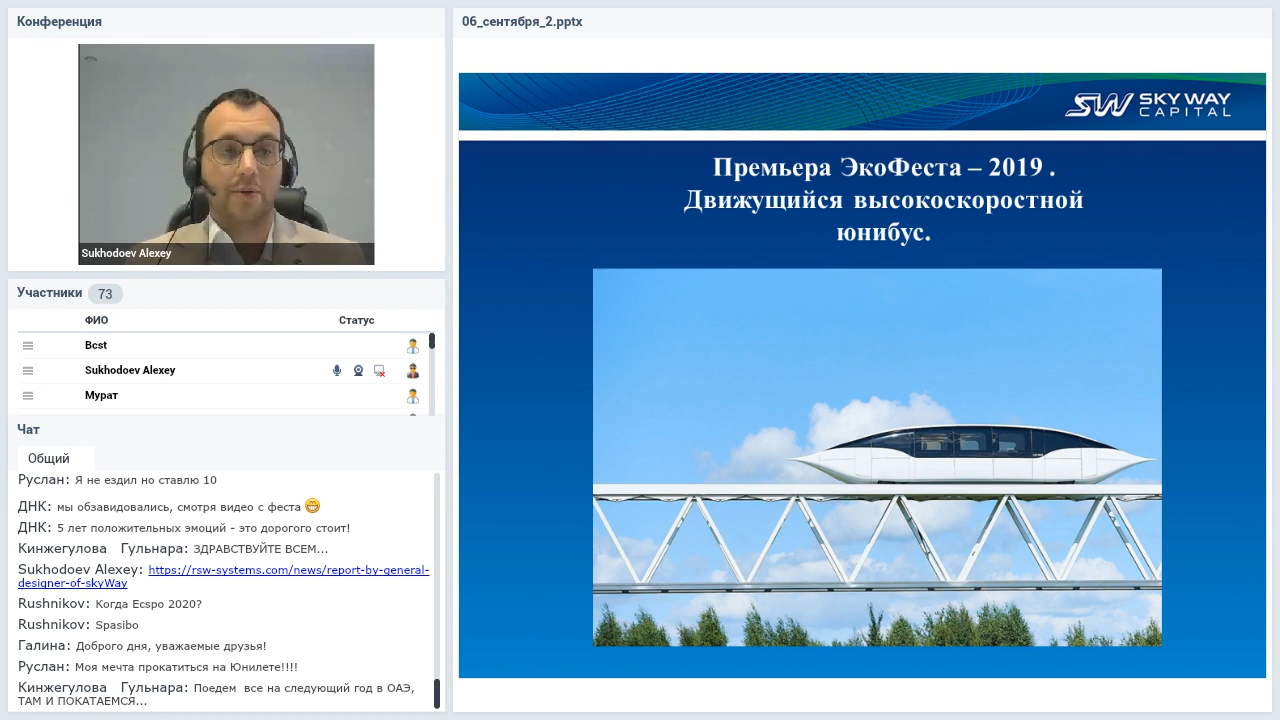 Конференция
Sukhodoev Alexey
Участники 73
ФИО Статус
Bcst
Sukhodoev Alexey
Мурат
Чат
Общий
Руслан: Я не ездил но ставлю 10
ДНК: мы обзавидовались, смотря видео с феста
ДНК: 5 лет положительных эмоций - это дорогого стоит!
Кинжегулова Гульнара: ЗДРАВСТВУЙТЕ ВСЕМ...
Sukhodoev Alexey: https://rsw-systems.com/news/report-by-general-
designer-of-skyWay
Rushnikov: Когда Ecspo 2020?
Rushnikov: Spasibo
Галина: Доброго дня, уважаемые друзья!
Руслан: Моя мечта прокатиться на Юнилете!!!!
Кинжегулова Гульнара: Поедем все на следующий год в ОАЭ,
ТАМ И ПОКАТАЕМСЯ...
06_сентября_2.pptx
SW SKY WAY
CAPITAL
Премьера ЭкоФеста – 2019 .
Движущийся высокоскоростной
юнибус.